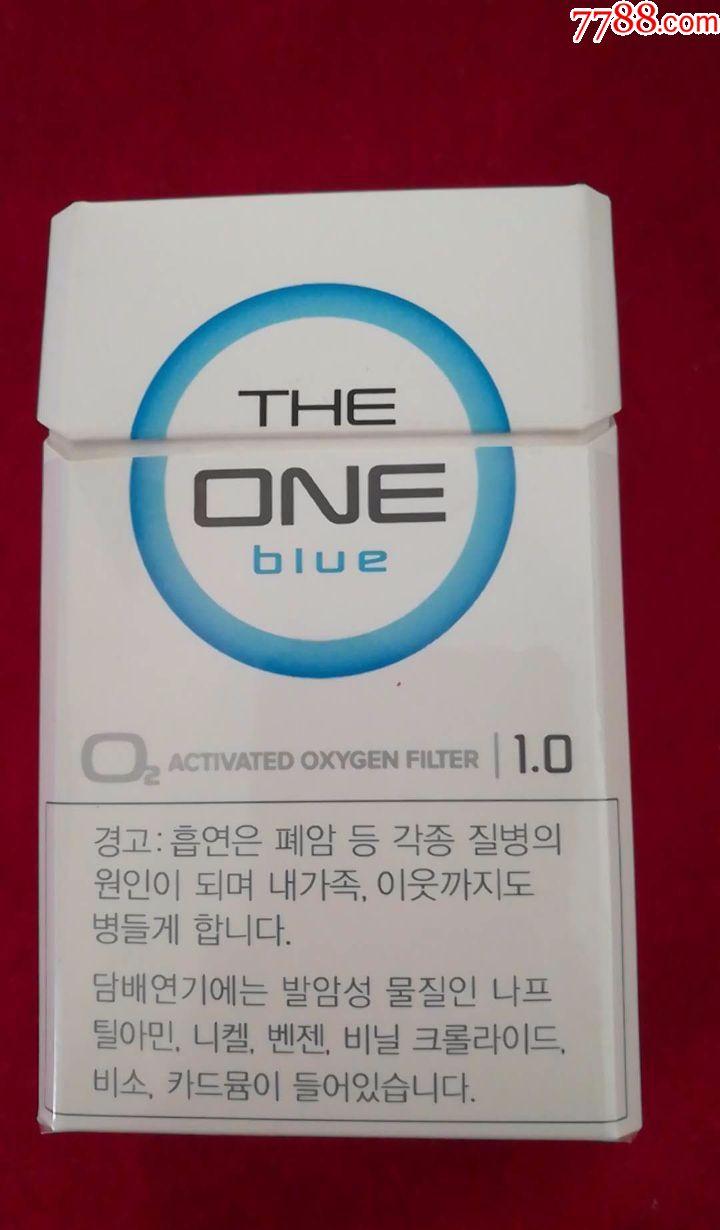 7788.com
THE
ONE
blue
O2 ACTIVATED OXYGEN FILTER | 1.0
경고: 흡연은 폐암 등 각종 질병의
원인이 되며 내가족, 이웃까지도
병들게 합니다.
담배연기에는 발암성 물질인 나프
틸아민, 니켈, 벤젠, 비닐 크롤라이드,
비소, 카드뮴이 들어있습니다.